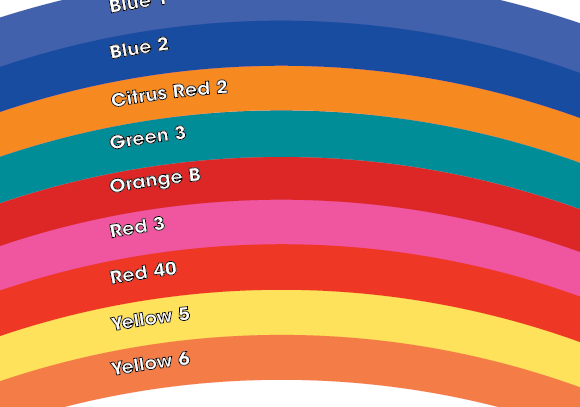 Blue 1
Blue 2
Citrus Red 2
Green 3
Orange B
Red 3
Red 40
Yellow 5
Yellow 6